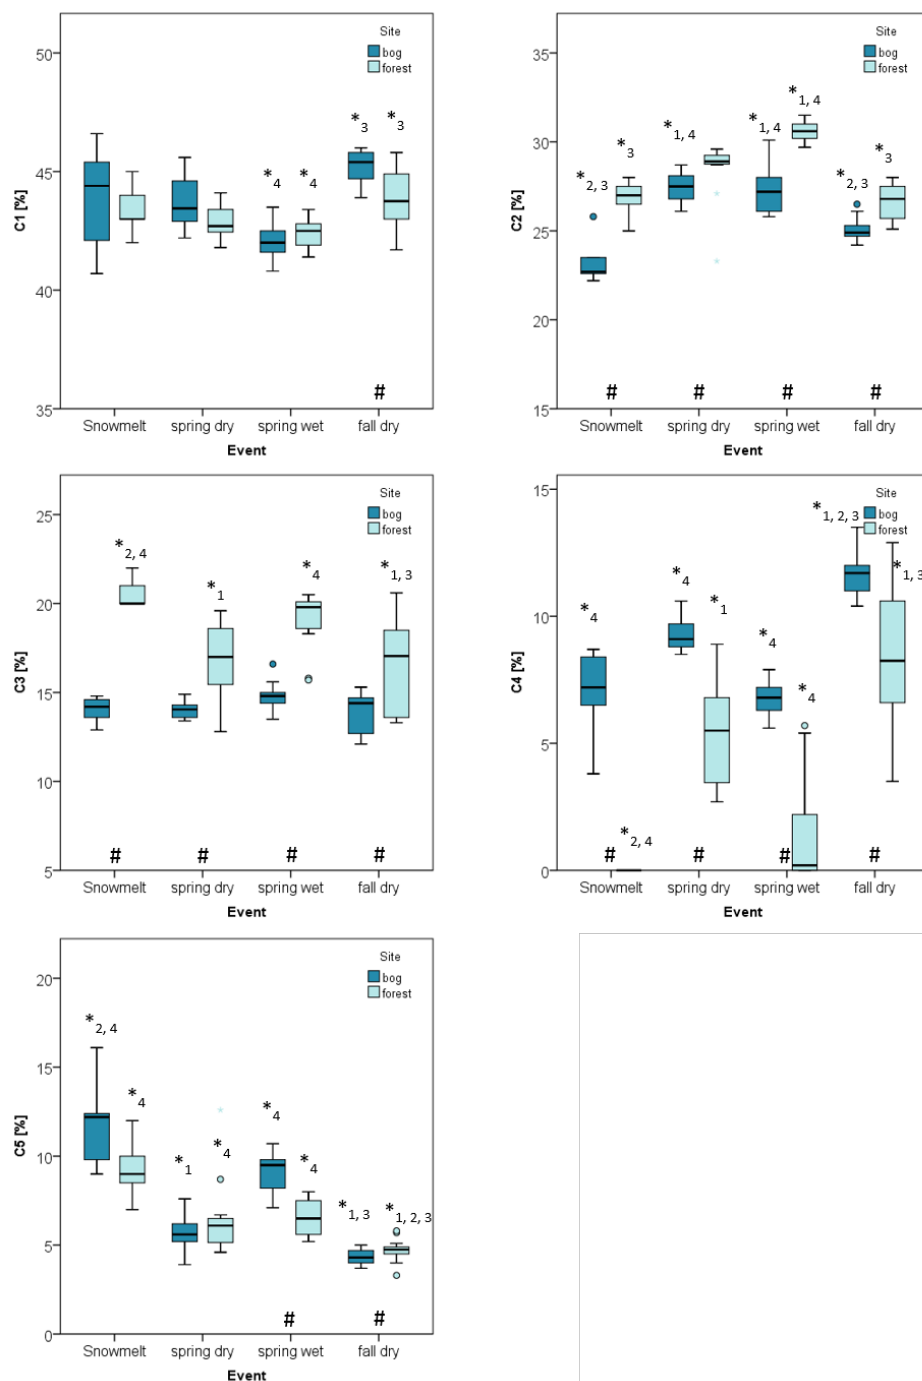 Site
bog
forest
50
45
40
35
C1 [%]
*3
*3
*4
*4
#
Snowmelt
spring dry
spring wet
fall dry
Event
Site
bog
forest
35
30
25
20
15
C2 [%]
*2, 3
*3
*1, 4
*1, 4
*1, 4
*2, 3
*3
#
#
#
#
Snowmelt
spring dry
spring wet
fall dry
Event
Site
bog
forest
25
20
15
10
5
C3 [%]
*2, 4
*1
*4
*1, 3
#
#
#
#
Snowmelt
spring dry
spring wet
fall dry
Event
Site
bog
forest
15
10
5
0
C4 [%]
*4
*2, 4
*4
*1
*4
*4
*1, 2, 3
*1, 3
#
#
#
#
Snowmelt
spring dry
spring wet
fall dry
Event
Site
bog
forest
20
15
10
5
0
C5 [%]
*2, 4
*4
*1
*4
*4
*4
*1, 3
*1, 2, 3
#
#
Snowmelt
spring dry
spring wet
fall dry
Event